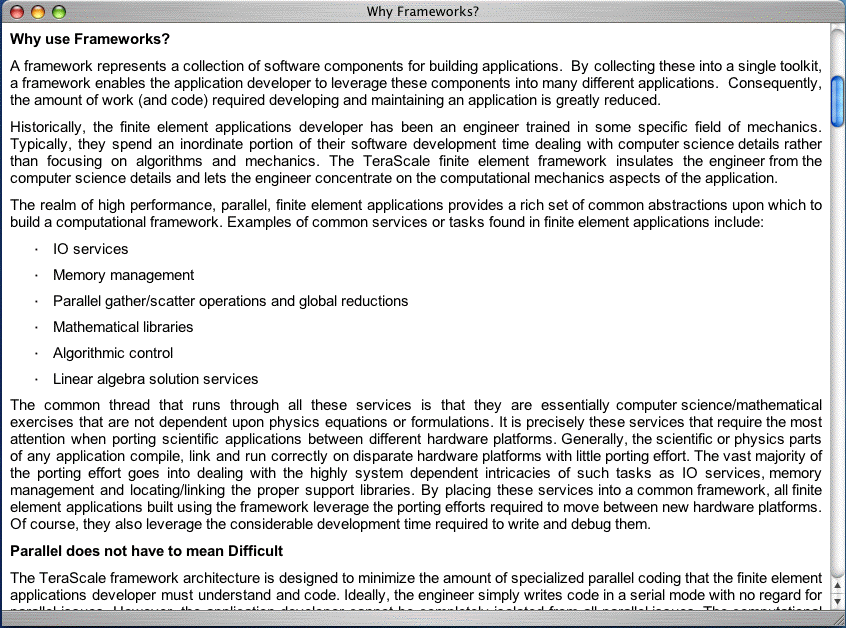 Why Frameworks?
Why use Frameworks?
A framework represents a collection of software components for building applications.  By collecting these into a single toolkit,
a framework enables the application developer to leverage these components into many different applications.  Consequently,
the amount of work (and code) required developing and maintaining an application is greatly reduced.
Historically, the finite element applications developer has been an engineer trained in some specific field of mechanics.
Typically, they spend an inordinate portion of their software development time dealing with computer science details rather
than focusing on algorithms and mechanics. The TeraScale finite element framework insulates the engineer from the
computer science details and lets the engineer concentrate on the computational mechanics aspects of the application.
The realm of high performance, parallel, finite element applications provides a rich set of common abstractions upon which to
build a computational framework. Examples of common services or tasks found in finite element applications include:
· IO services
· Memory management
· Parallel gather/scatter operations and global reductions
· Mathematical libraries
· Algorithmic control
· Linear algebra solution services
The common thread that runs through all these services is that they are essentially computer science/mathematical
exercises that are not dependent upon physics equations or formulations. It is precisely these services that require the most
attention when porting scientific applications between different hardware platforms. Generally, the scientific or physics parts
of any application compile, link and run correctly on disparate hardware platforms with little porting effort. The vast majority of
the porting effort goes into dealing with the highly system dependent intricacies of such tasks as IO services, memory
management and locating/linking the proper support libraries. By placing these services into a common framework, all finite
element applications built using the framework leverage the porting efforts required to move between new hardware platforms.
Of course, they also leverage the considerable development time required to write and debug them.
Parallel does not have to mean Difficult
The TeraScale framework architecture is designed to minimize the amount of specialized parallel coding that the finite element
applications developer must understand and code. Ideally, the engineer simply writes code in a serial mode with no regard for
parallel issues. However, the application developer cannot be completely isolated from all parallel issues. The computational